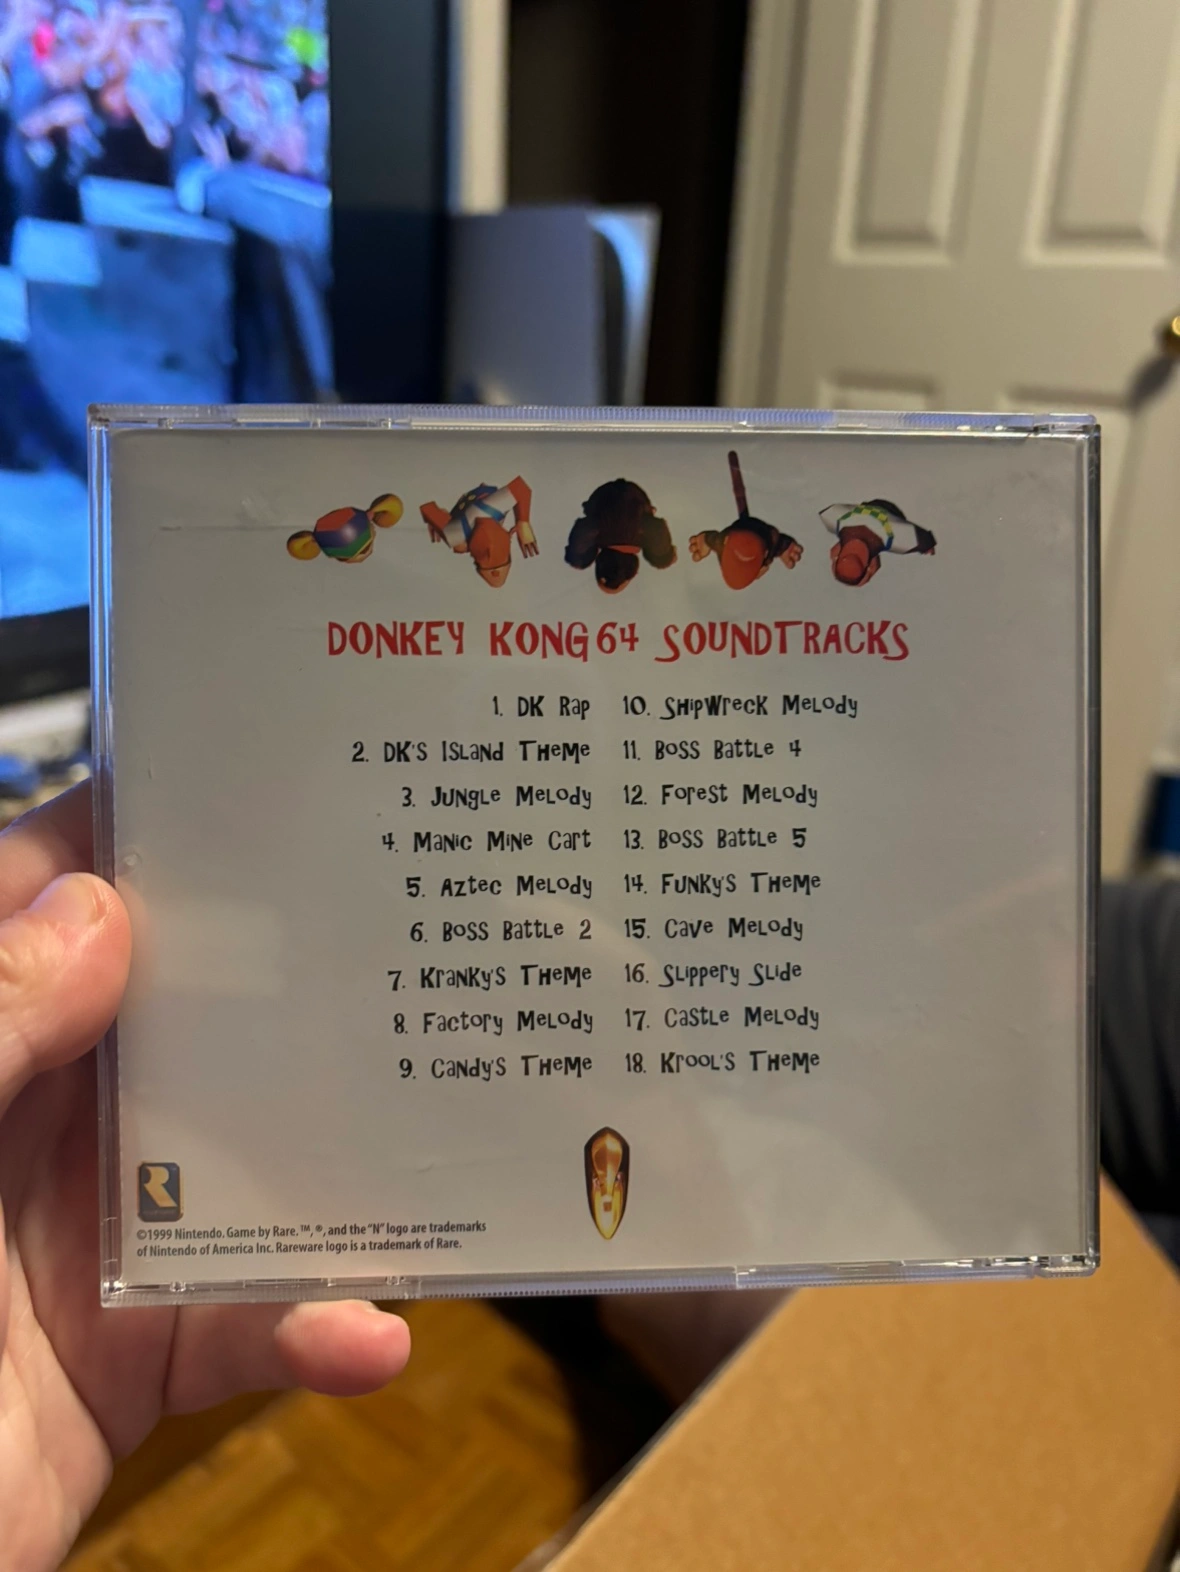 DONKEY KONG 64 SOUNDTRACKS
1. DK Rap
2. DK'S ISLaNd THeMe
3. JUNgLe MeLody
4. MaNic MiNe Cart
5. Aztec MeLody
6. BoSS BattLe 2
7. KraNKy'S THeMe
8. Factory MeLody
9. CaNdy'S THeMe
10. SHipWrecK MeLody
11. BoSS BattLe 4
12. ForeSt MeLody
13. BoSS BattLe 5
14. FUNKy'S THeMe
15. Cave MeLody
16. SLippery SLide
17. CaStLe MeLody
18. KrooL'S THeMe
R
©1999 Nintendo. Game by Rare. ™, ®, and the "N" logo are trademarks
of Nintendo of America Inc. Rareware logo is a trademark of Rare.